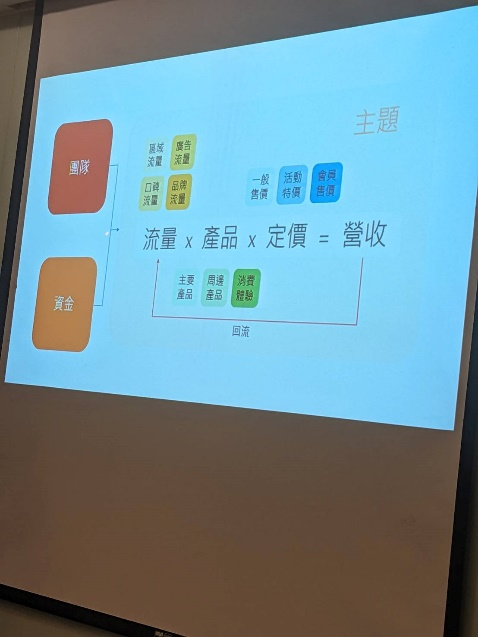 主題
團隊
資金
區域
流量
廣告
流量
口碑
流量
品牌
流量
一般
售價
活動
特價
會員
售價
流量 x 產品 x 定價 = 營收
主要
產品
周邊
產品
消費
體驗
回流